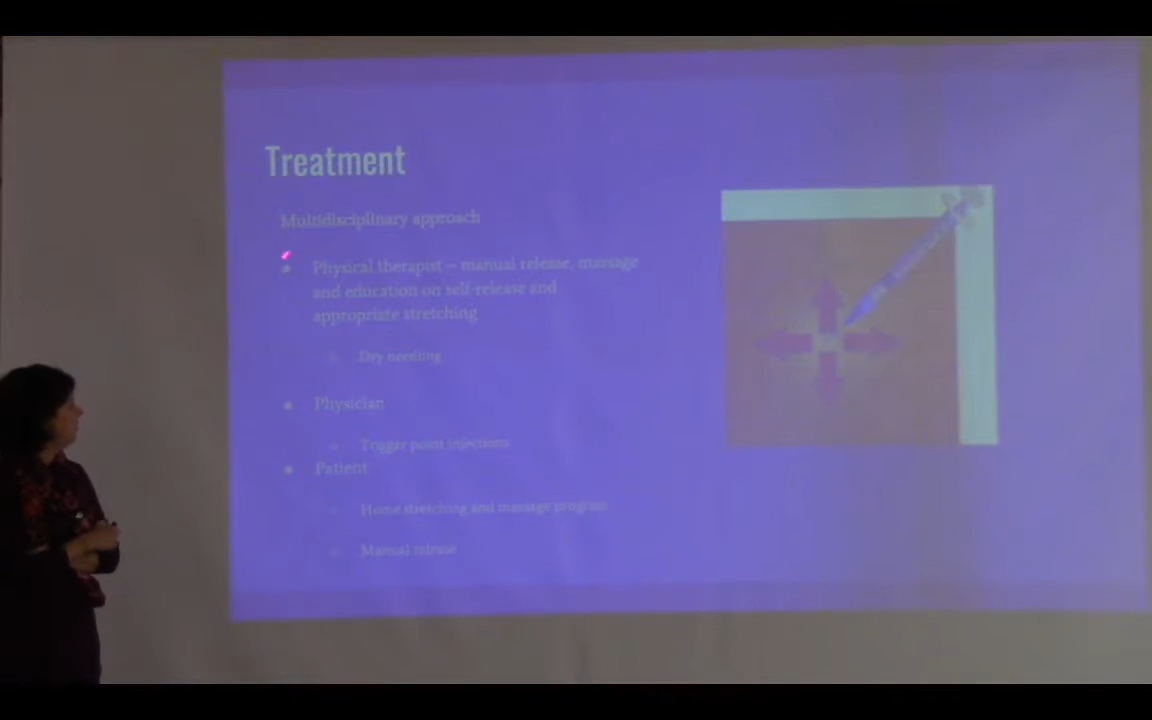 Treatment
Multidisciplinary approach
Physical therapist – manual release, massage
and education on self-release and
appropriate stretching
Dry needling
Physician
Trigger point injections
Patient
Home stretching and massage program
Manual